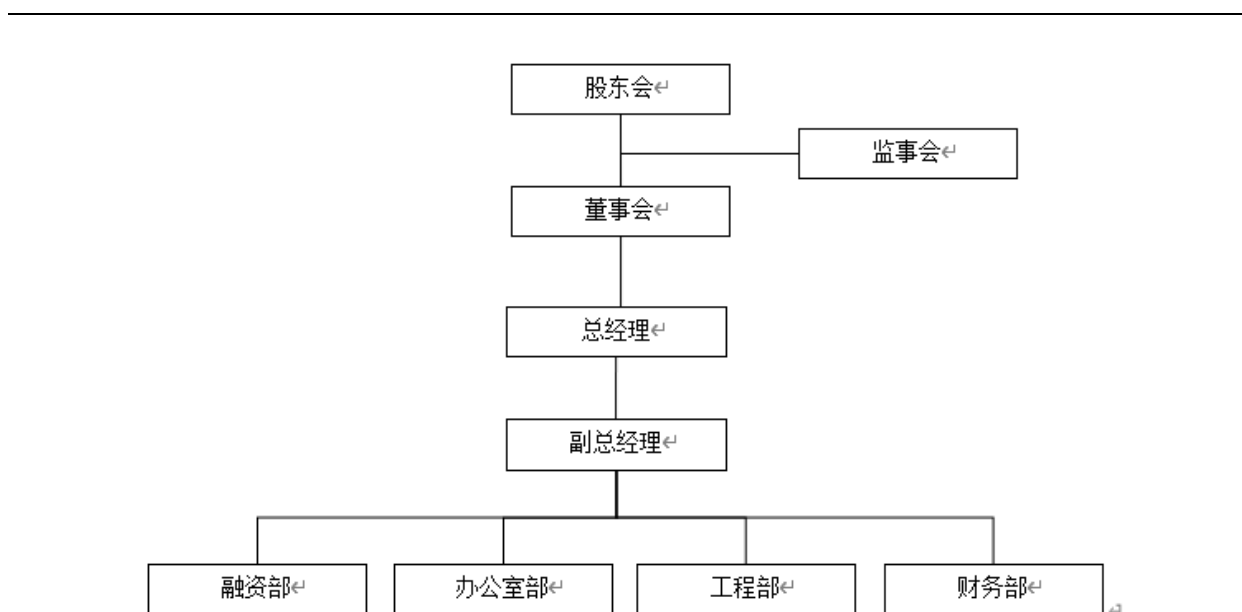 股东会
监事会
董事会
总经理
副总经理
融资部
办公室部
工程部
财务部